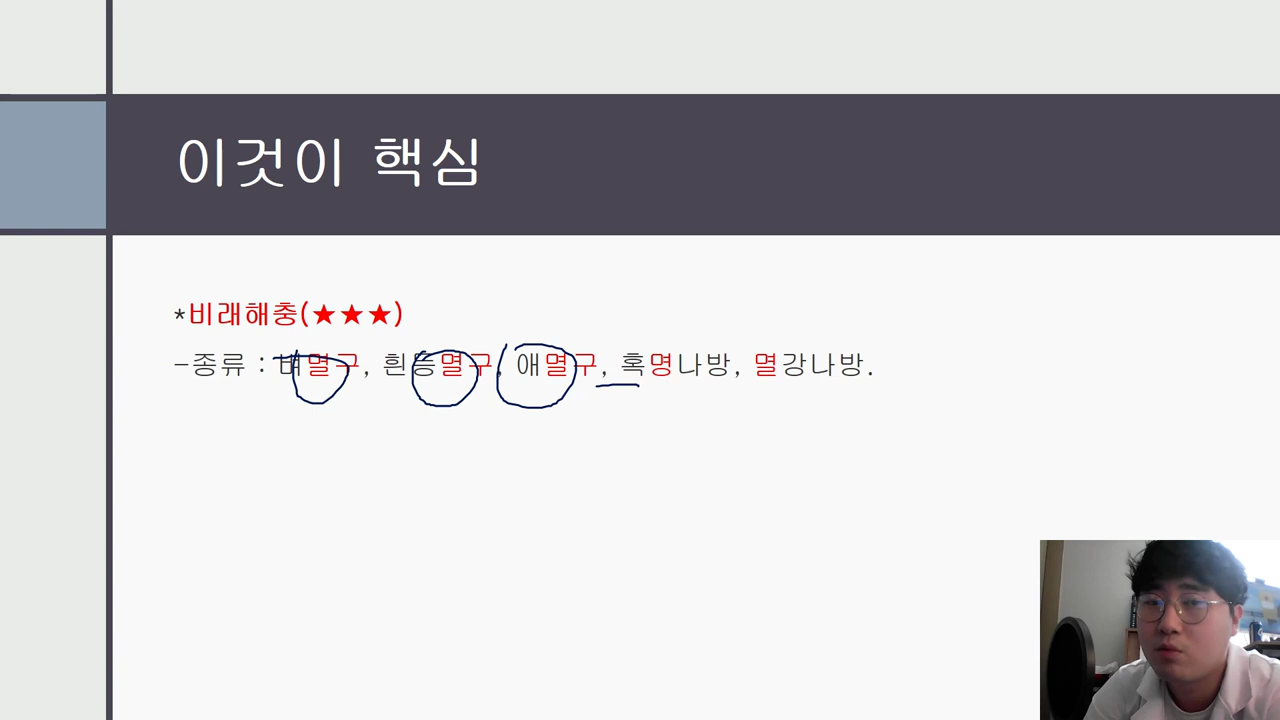 이것이 핵심
*비래해충(★★★)
-종류 : 벼멸구, 흰등멸구, 애멸구, 혹명나방, 멸강나방.